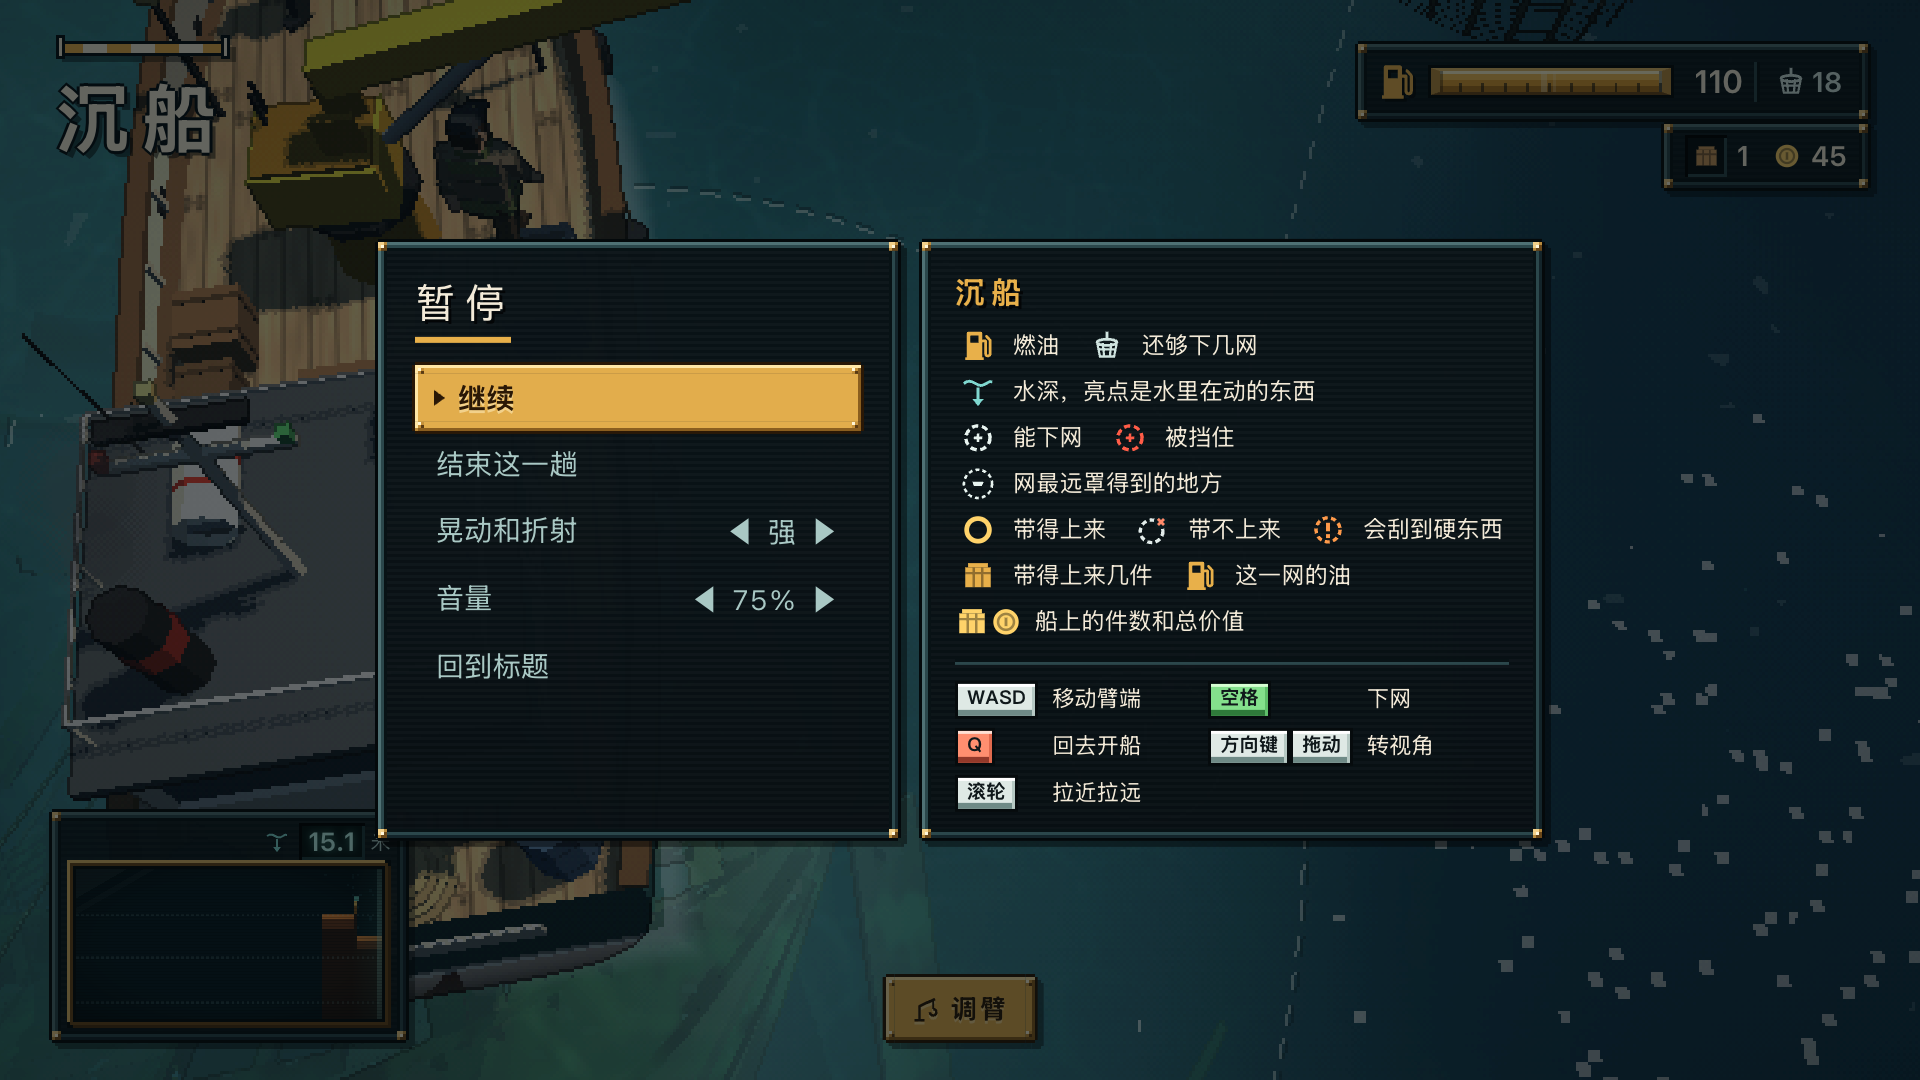 沉船
110 18
1 45
暂停
继续
结束这一趟
晃动和折射 强
音量 75%
回到标题
沉船
燃油 还够下几网
水深，亮点是水里在动的东西
能下网 被挡住
网最远罩得到的地方
带得上来 带不上来 会刮到硬东西
带得上来几件 这一网的油
船上的件数和总价值
WASD 移动臂端 空格 下网
Q 回去开船 方向键 拖动 转视角
滚轮 拉近拉远
15.1 米
调臂